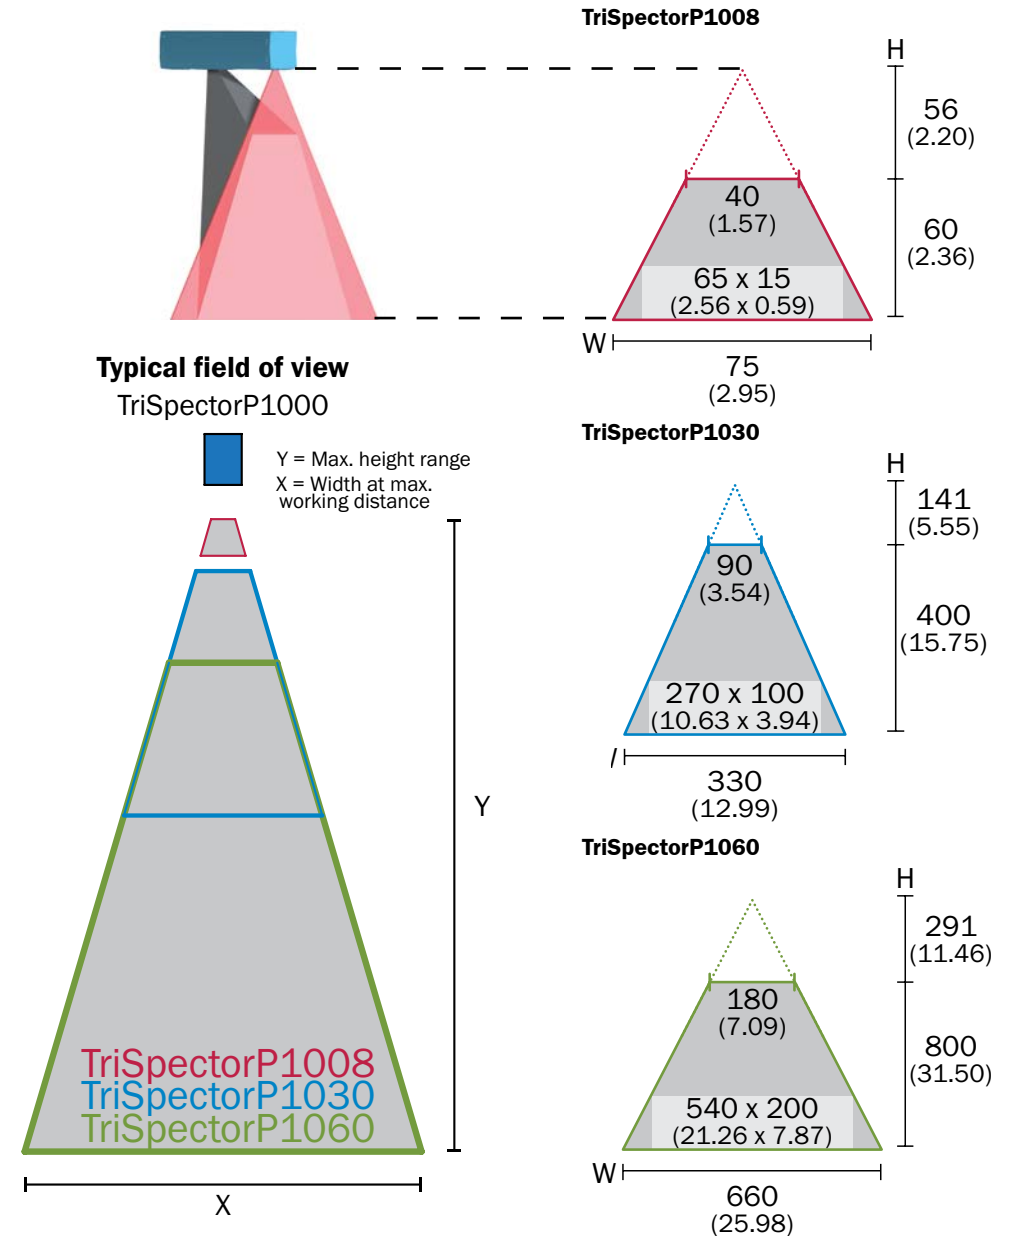 TriSpectorP1008
H
56
(2.20)
40
(1.57)
60
(2.36)
65 x 15
(2.56 x 0.59)
W
75
(2.95)
Typical field of view
TriSpectorP1000
Y = Max. height range
X = Width at max.
working distance
Y
TriSpectorP1008
TriSpectorP1030
TriSpectorP1060
X
TriSpectorP1030
H
141
(5.55)
90
(3.54)
400
(15.75)
270 x 100
(10.63 x 3.94)
330
(12.99)
TriSpectorP1060
H
291
(11.46)
180
(7.09)
800
(31.50)
540 x 200
(21.26 x 7.87)
W
660
(25.98)